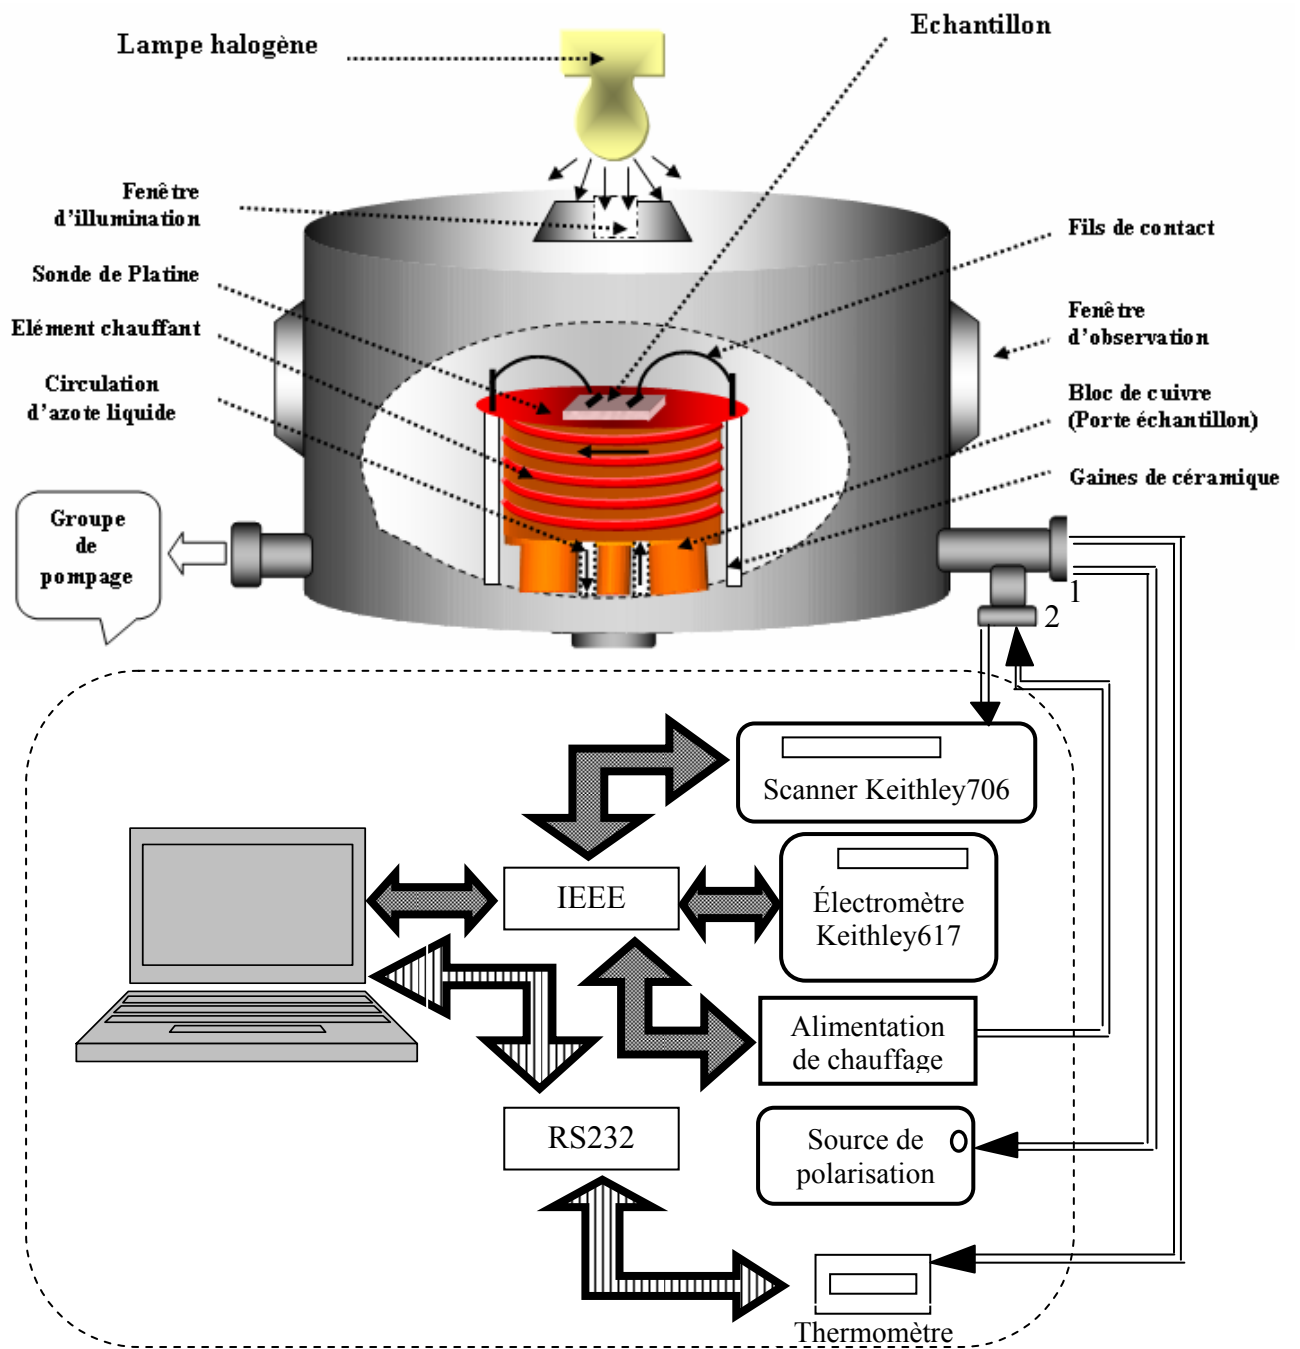 Echantillon
Lampe halogène
Fenêtre
d'illumination
Fils de contact
Sonde de Platine
Fenêtre
d'observation
Elément chauffant
Circulation
d'azote liquide
Bloc de cuivre
(Porte échantillon)
Gaines de céramique
Groupe
de
pompage
1
2
Scanner Keithley706
IEEE
Électromètre
Keithley617
Alimentation
de chauffage
RS232
Source de
polarisation
Thermomètre